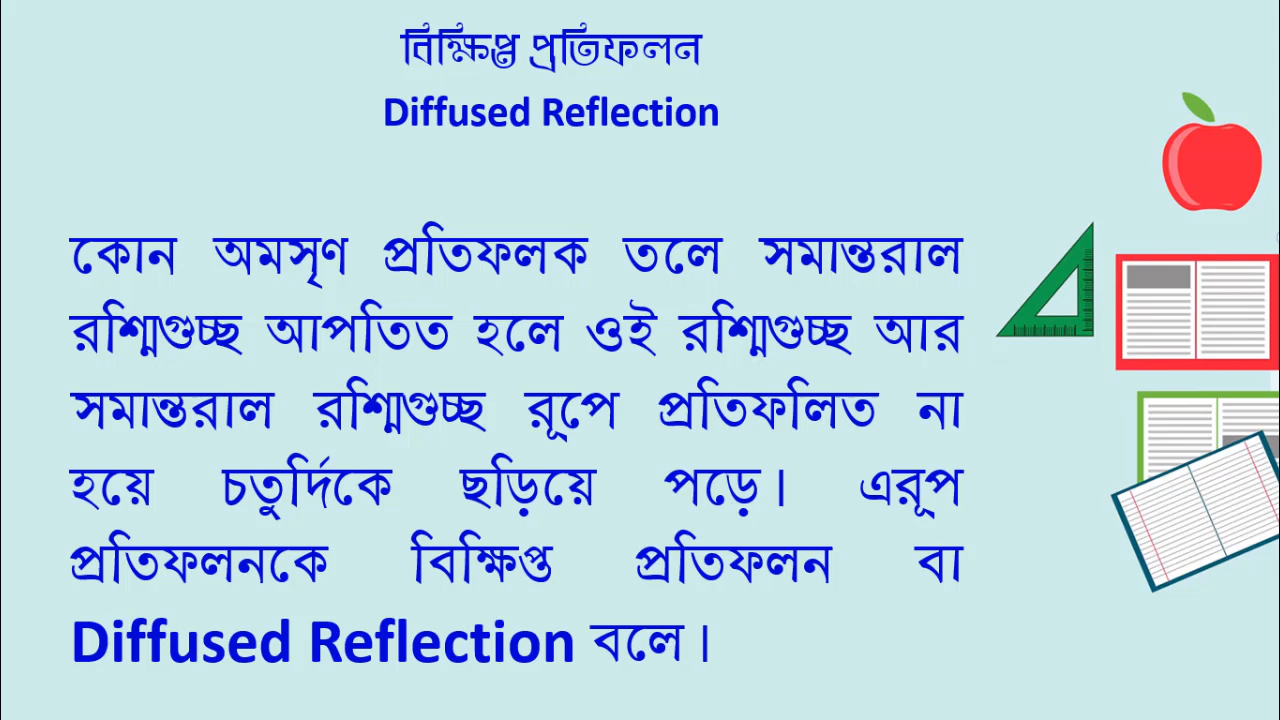 বিক্ষিপ্ত প্রতিফলন
Diffused Reflection
কোন অমসৃণ প্রতিফলক তলে সমান্তরাল
রশ্মিগুচ্ছ আপতিত হলে ওই রশ্মিগুচ্ছ আর
সমান্তরাল রশ্মিগুচ্ছ রূপে প্রতিফলিত না
হয়ে চতুর্দিকে ছড়িয়ে পড়ে। এরূপ
প্রতিফলনকে বিক্ষিপ্ত প্রতিফলন বা
Diffused Reflection বলে।